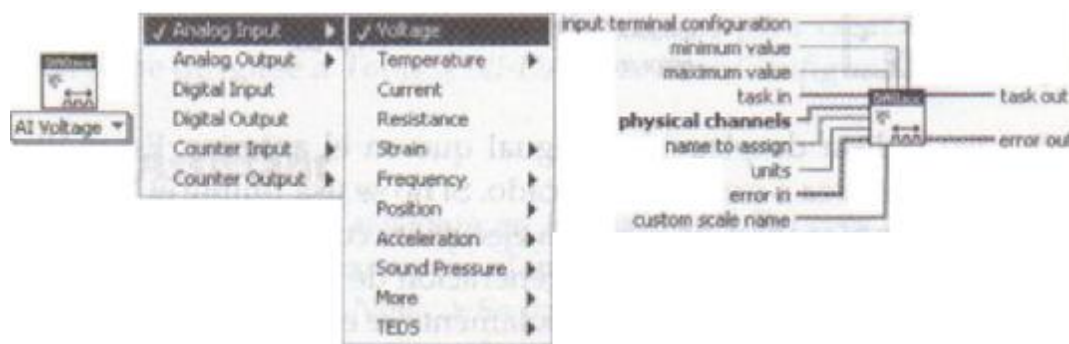 DAQmx
AI Voltage
Analog Input
Analog Output
Digital Input
Digital Output
Counter Input
Counter Output
Voltage
Temperature
Current
Resistance
Strain
Frequency
Position
Acceleration
Sound Pressure
More
TEDS
input terminal configuration
minimum value
maximum value
task in
physical channels
name to assign
units
error in
custom scale name
DAQmx
task out
error out